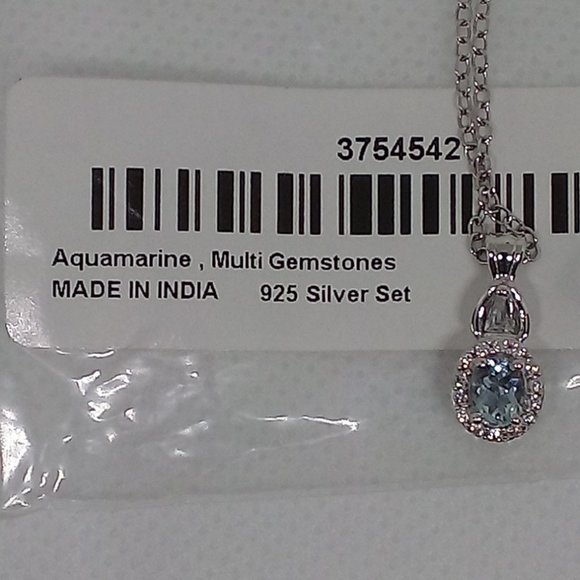 3754542
Aquamarine , Multi Gemstones
MADE IN INDIA 925 Silver Set